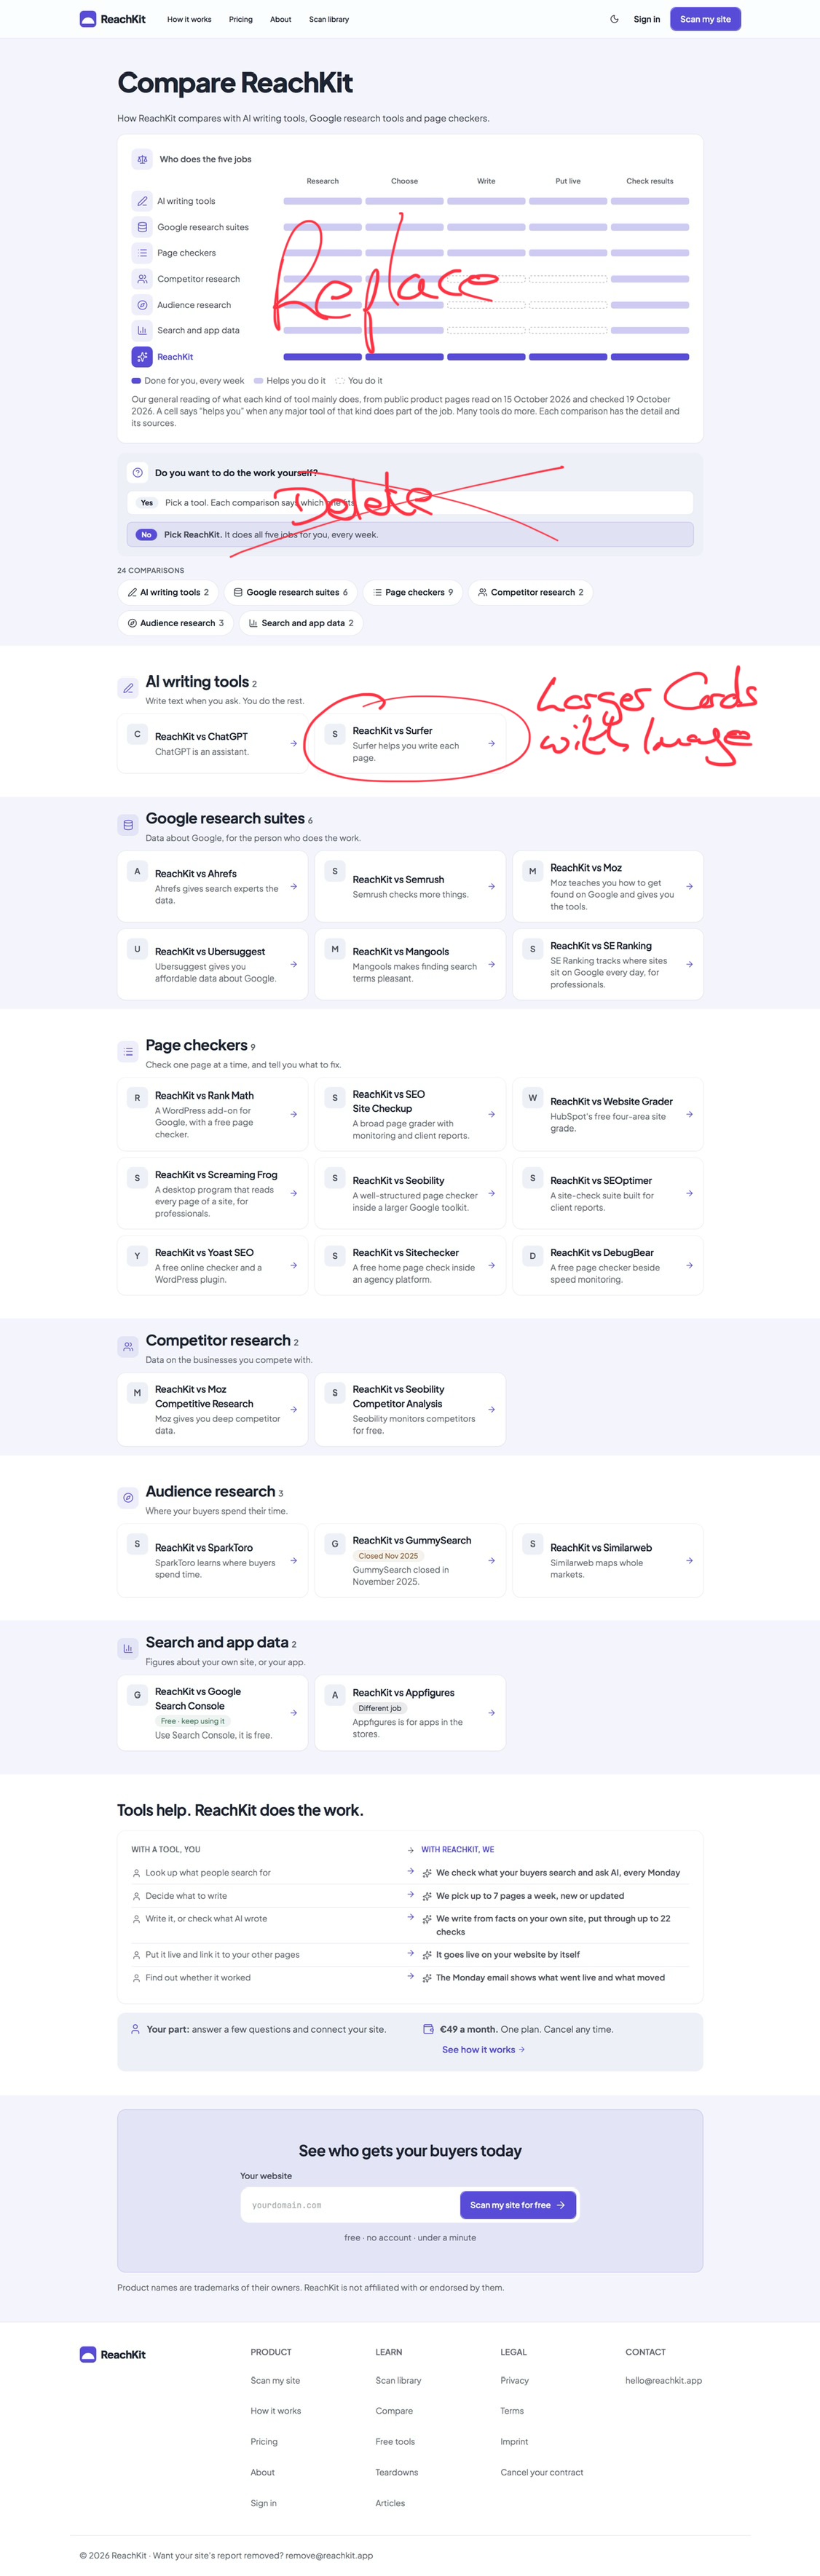 ReachKit
How it works
Pricing
About
Scan library
Sign in
Scan my site
Compare ReachKit
How ReachKit compares with AI writing tools, Google research tools and page checkers.
Who does the five jobs
Research
Choose
Write
Put live
Check results
AI writing tools
Google research suites
Page checkers
Competitor research
Audience research
Search and app data
ReachKit
Replace
Done for you, every week
Helps you do it
You do it
Our general reading of what each kind of tool mainly does, from public product pages read on 15 October 2026 and checked 19 October
2026. A cell says "helps you" when any major tool of that kind does part of the job. Many tools do more. Each comparison has the detail and
its sources.
Do you want to do the work yourself?
Yes Pick a tool. Each comparison says which
Delete
No Pick ReachKit. It does all five jobs for you, every week.
24 COMPARISONS
AI writing tools 2
Google research suites 6
Page checkers 9
Competitor research 2
Audience research 3
Search and app data 2
AI writing tools 2
Write text when you ask. You do the rest.
C
ReachKit vs ChatGPT
ChatGPT is an assistant.
S
ReachKit vs Surfer
Surfer helps you write each
page.
Larger Cards
with Image
Google research suites 6
Data about Google, for the person who does the work.
A
ReachKit vs Ahrefs
Ahrefs gives search experts the
data.
S
ReachKit vs Semrush
Semrush checks more things.
M
ReachKit vs Moz
Moz teaches you how to get
found on Google and gives you
the tools.
U
ReachKit vs Ubersuggest
Ubersuggest gives you
affordable data about Google.
M
ReachKit vs Mangools
Mangools makes finding search
terms pleasant.
S
ReachKit vs SE Ranking
SE Ranking tracks where sites
sit on Google every day, for
professionals.
Page checkers 9
Check one page at a time, and tell you what to fix.
R
ReachKit vs Rank Math
A WordPress add-on for
Google, with a free page
checker.
S
ReachKit vs SEO
Site Checkup
A broad page grader with
monitoring and client reports.
W
ReachKit vs Website Grader
HubSpot's free four-area site
grade.
S
ReachKit vs Screaming Frog
A desktop program that reads
every page of a site, for
professionals.
S
ReachKit vs Seobility
A well-structured page checker
inside a larger Google toolkit.
S
ReachKit vs SEOptimer
A site-check suite built for
client reports.
Y
ReachKit vs Yoast SEO
A free online checker and a
WordPress plugin.
S
ReachKit vs Sitechecker
A free home page check inside
an agency platform.
D
ReachKit vs DebugBear
A free page checker beside
speed monitoring.
Competitor research 2
Data on the businesses you compete with.
M
ReachKit vs Moz
Competitive Research
Moz gives you deep competitor
data.
S
ReachKit vs Seobility
Competitor Analysis
Seobility monitors competitors
for free.
Audience research 3
Where your buyers spend their time.
S
ReachKit vs SparkToro
SparkToro learns where buyers
spend time.
G
ReachKit vs GummySearch
Closed Nov 2025
GummySearch closed in
November 2025.
S
ReachKit vs Similarweb
Similarweb maps whole
markets.
Search and app data 2
Figures about your own site, or your app.
G
ReachKit vs Google
Search Console
Free · keep using it
Use Search Console, it is free.
A
ReachKit vs Appfigures
Different job
Appfigures is for apps in the
stores.
Tools help. ReachKit does the work.
WITH A TOOL, YOU
WITH REACHKIT, WE
Look up what people search for
We check what your buyers search and ask AI, every Monday
Decide what to write
We pick up to 7 pages a week, new or updated
Write it, or check what AI wrote
We write from facts on your own site, put through up to 22
checks
Put it live and link it to your other pages
It goes live on your website by itself
Find out whether it worked
The Monday email shows what went live and what moved
Your part: answer a few questions and connect your site.
€49 a month. One plan. Cancel any time.
See how it works
See who gets your buyers today
Your website
yourdomain.com
Scan my site for free
free · no account · under a minute
Product names are trademarks of their owners. ReachKit is not affiliated with or endorsed by them.
ReachKit
PRODUCT
Scan my site
How it works
Pricing
About
Sign in
LEARN
Scan library
Compare
Free tools
Teardowns
Articles
LEGAL
Privacy
Terms
Imprint
Cancel your contract
CONTACT
hello@reachkit.app
© 2026 ReachKit · Want your site's report removed? remove@reachkit.app